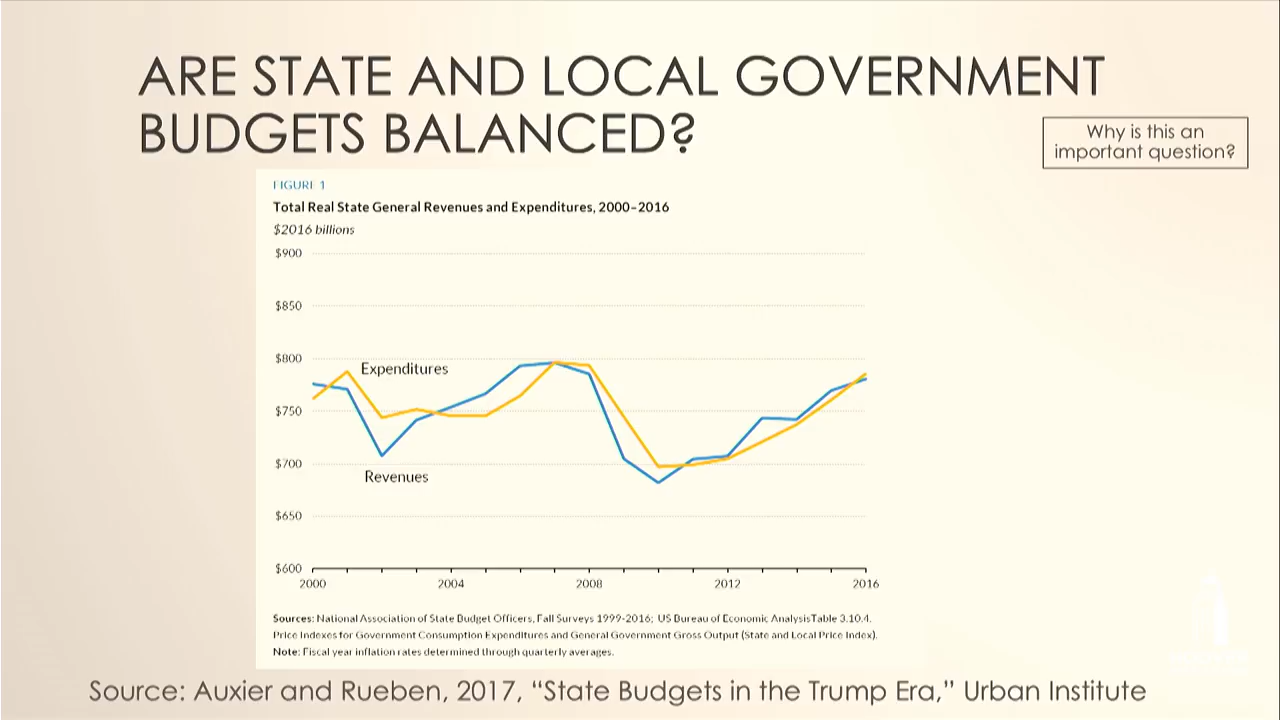 ARE STATE AND LOCAL GOVERNMENT
BUDGETS BALANCED?
Why is this an
important question?
FIGURE 1
Total Real State General Revenues and Expenditures, 2000–2016
$2016 billions
$900
$850
$800
$750
$700
$650
$600
Expenditures
Revenues
2000
2004
2008
2012
2016
Sources: National Association of State Budget Officers, Fall Surveys 1999-2016; US Bureau of Economic Analysis Table 3.10.4.
Price Indexes for Government Consumption Expenditures and General Government Gross Output (State and Local Price Index).
Note: Fiscal year inflation rates determined through quarterly averages.
Source: Auxier and Rueben, 2017, “State Budgets in the Trump Era,” Urban Institute